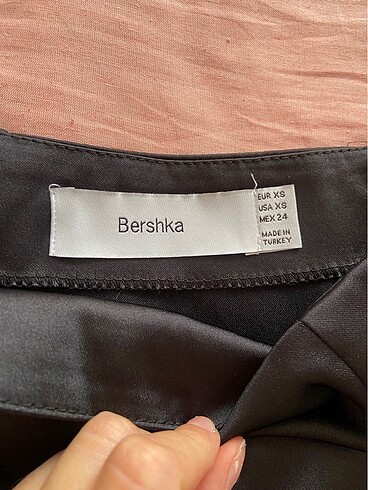 Bershka
EUR XS
USA XS
MEX 24
MADE IN
TURKEY